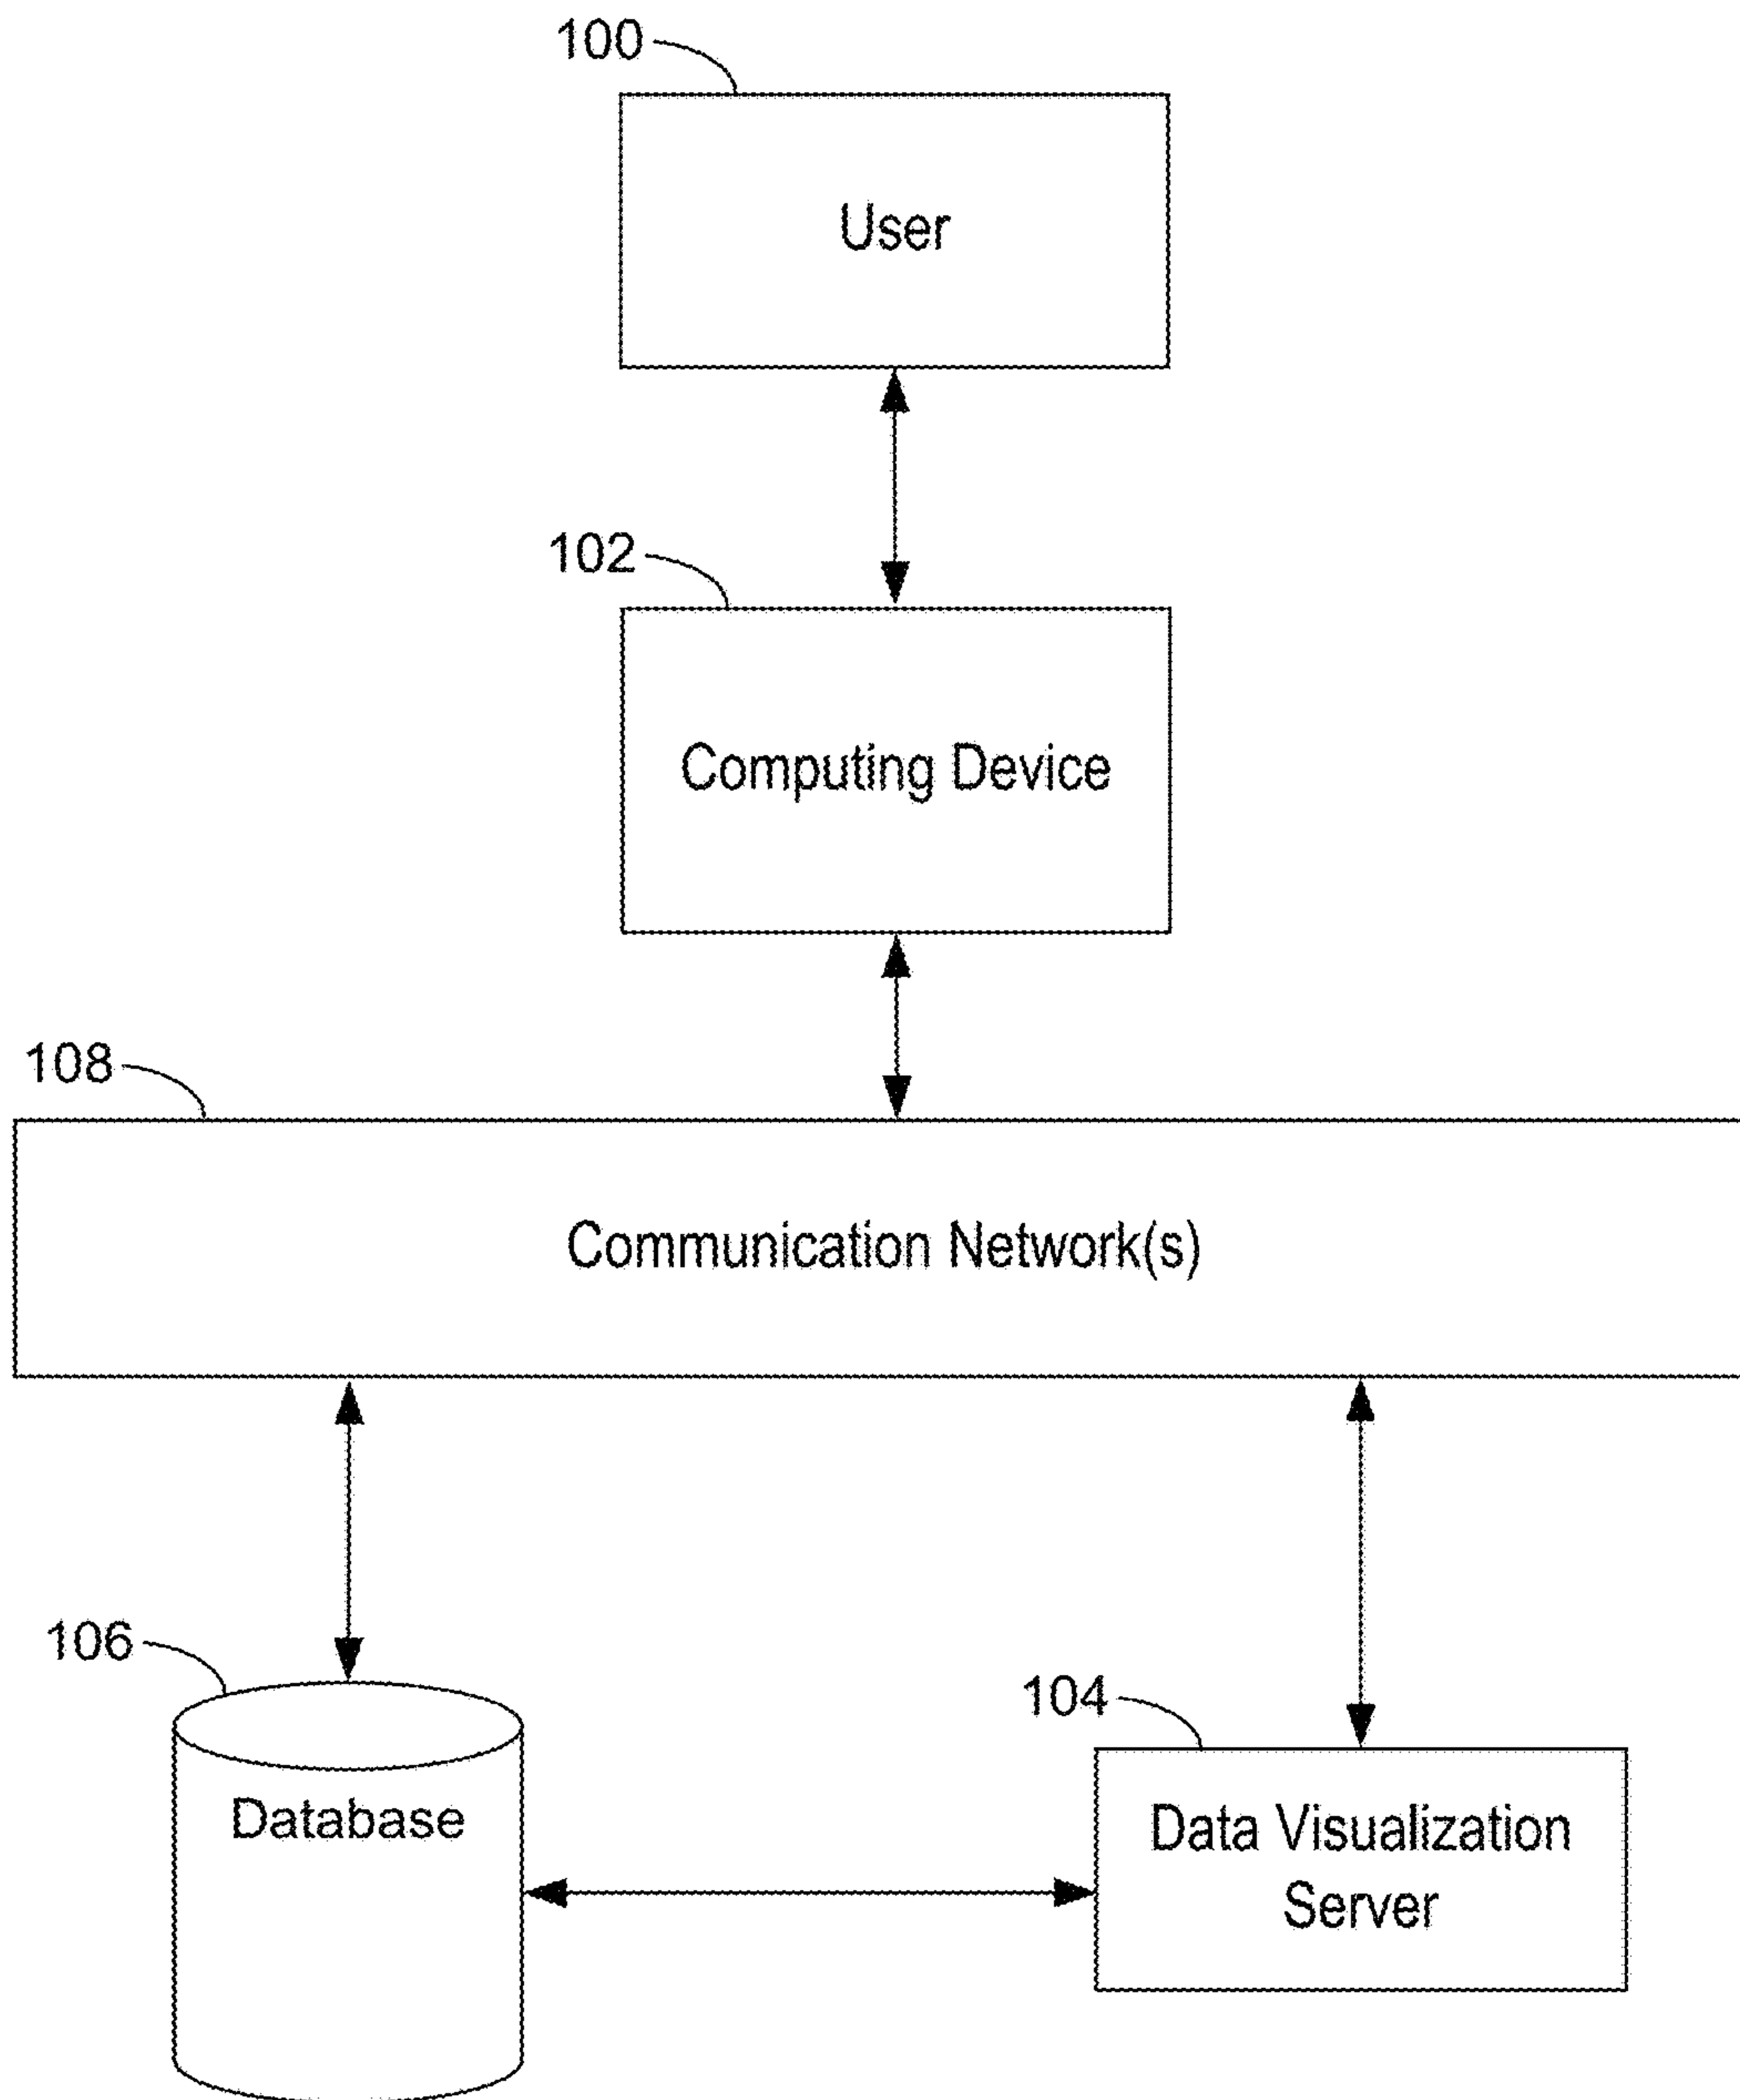 100
User
102
Computing Device
108
Communication Network(s)
106
Database
104
Data Visualization
Server